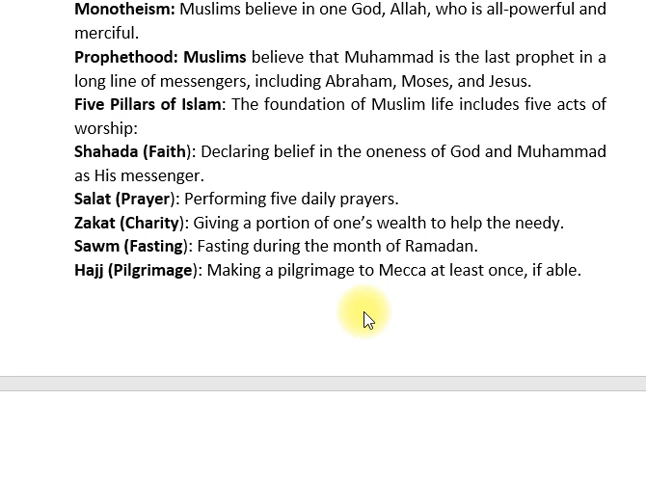 Monotheism: Muslims believe in one God, Allah, who is all-powerful and
merciful.
Prophethood: Muslims believe that Muhammad is the last prophet in a
long line of messengers, including Abraham, Moses, and Jesus.
Five Pillars of Islam: The foundation of Muslim life includes five acts of
worship:
Shahada (Faith): Declaring belief in the oneness of God and Muhammad
as His messenger.
Salat (Prayer): Performing five daily prayers.
Zakat (Charity): Giving a portion of one’s wealth to help the needy.
Sawm (Fasting): Fasting during the month of Ramadan.
Hajj (Pilgrimage): Making a pilgrimage to Mecca at least once, if able.